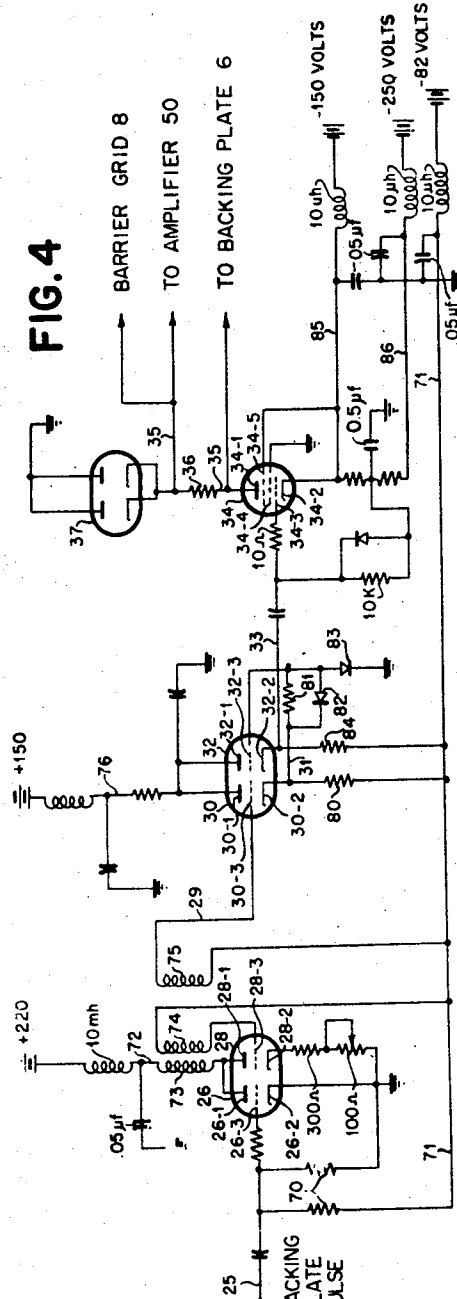 FIG. 4
BARRIER GRID 8
TO AMPLIFIER 50
TO BACKING PLATE 6
-150 VOLTS
-250 VOLTS
-82 VOLTS
10µh
10µh
10µh
.05µf
.05µf
85
86
71
0.5µf
37
35
36
35
34-1
34-5
34
34-4
34-3
34-2
10Ω
10K
33
+150
76
32-3
32-1
32
32-2
30
30-1
30-3
30-2
31
80
81
82
83
84
29
75
74
+220
10mh
72
.05µf
73
28-1
28
28-3
28-2
26
26-1
26-3
26-2
300Ω
100Ω
70
71
25
ACKING
LATE
ULSE